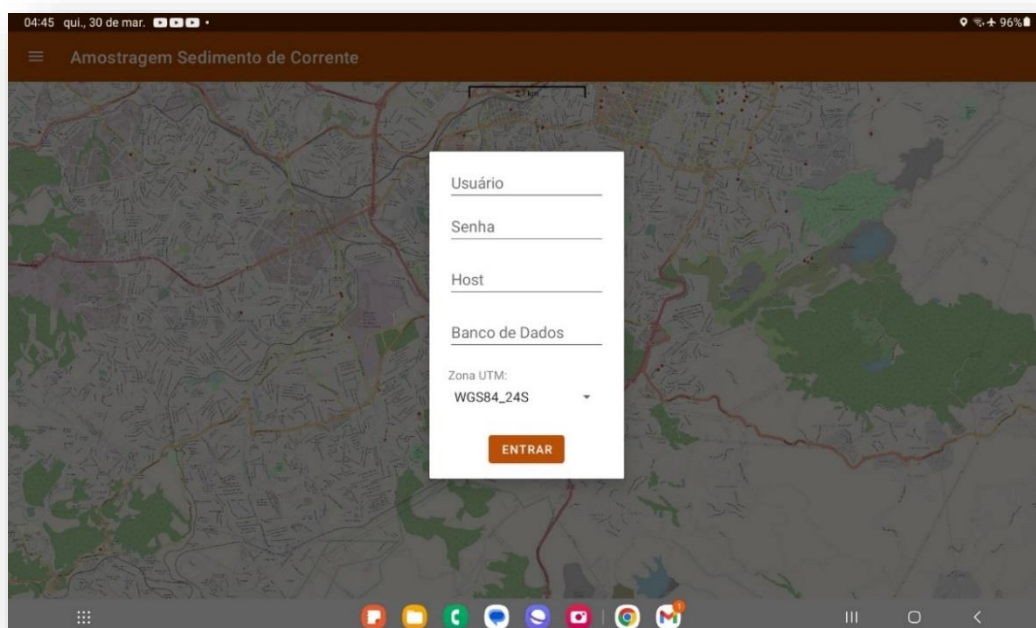 04:45 qui., 30 de mar.
96%
Amostragem Sedimento de Corrente
Usuário
Senha
Host
Banco de Dados
Zona UTM:
WGS84_24S
ENTRAR
1